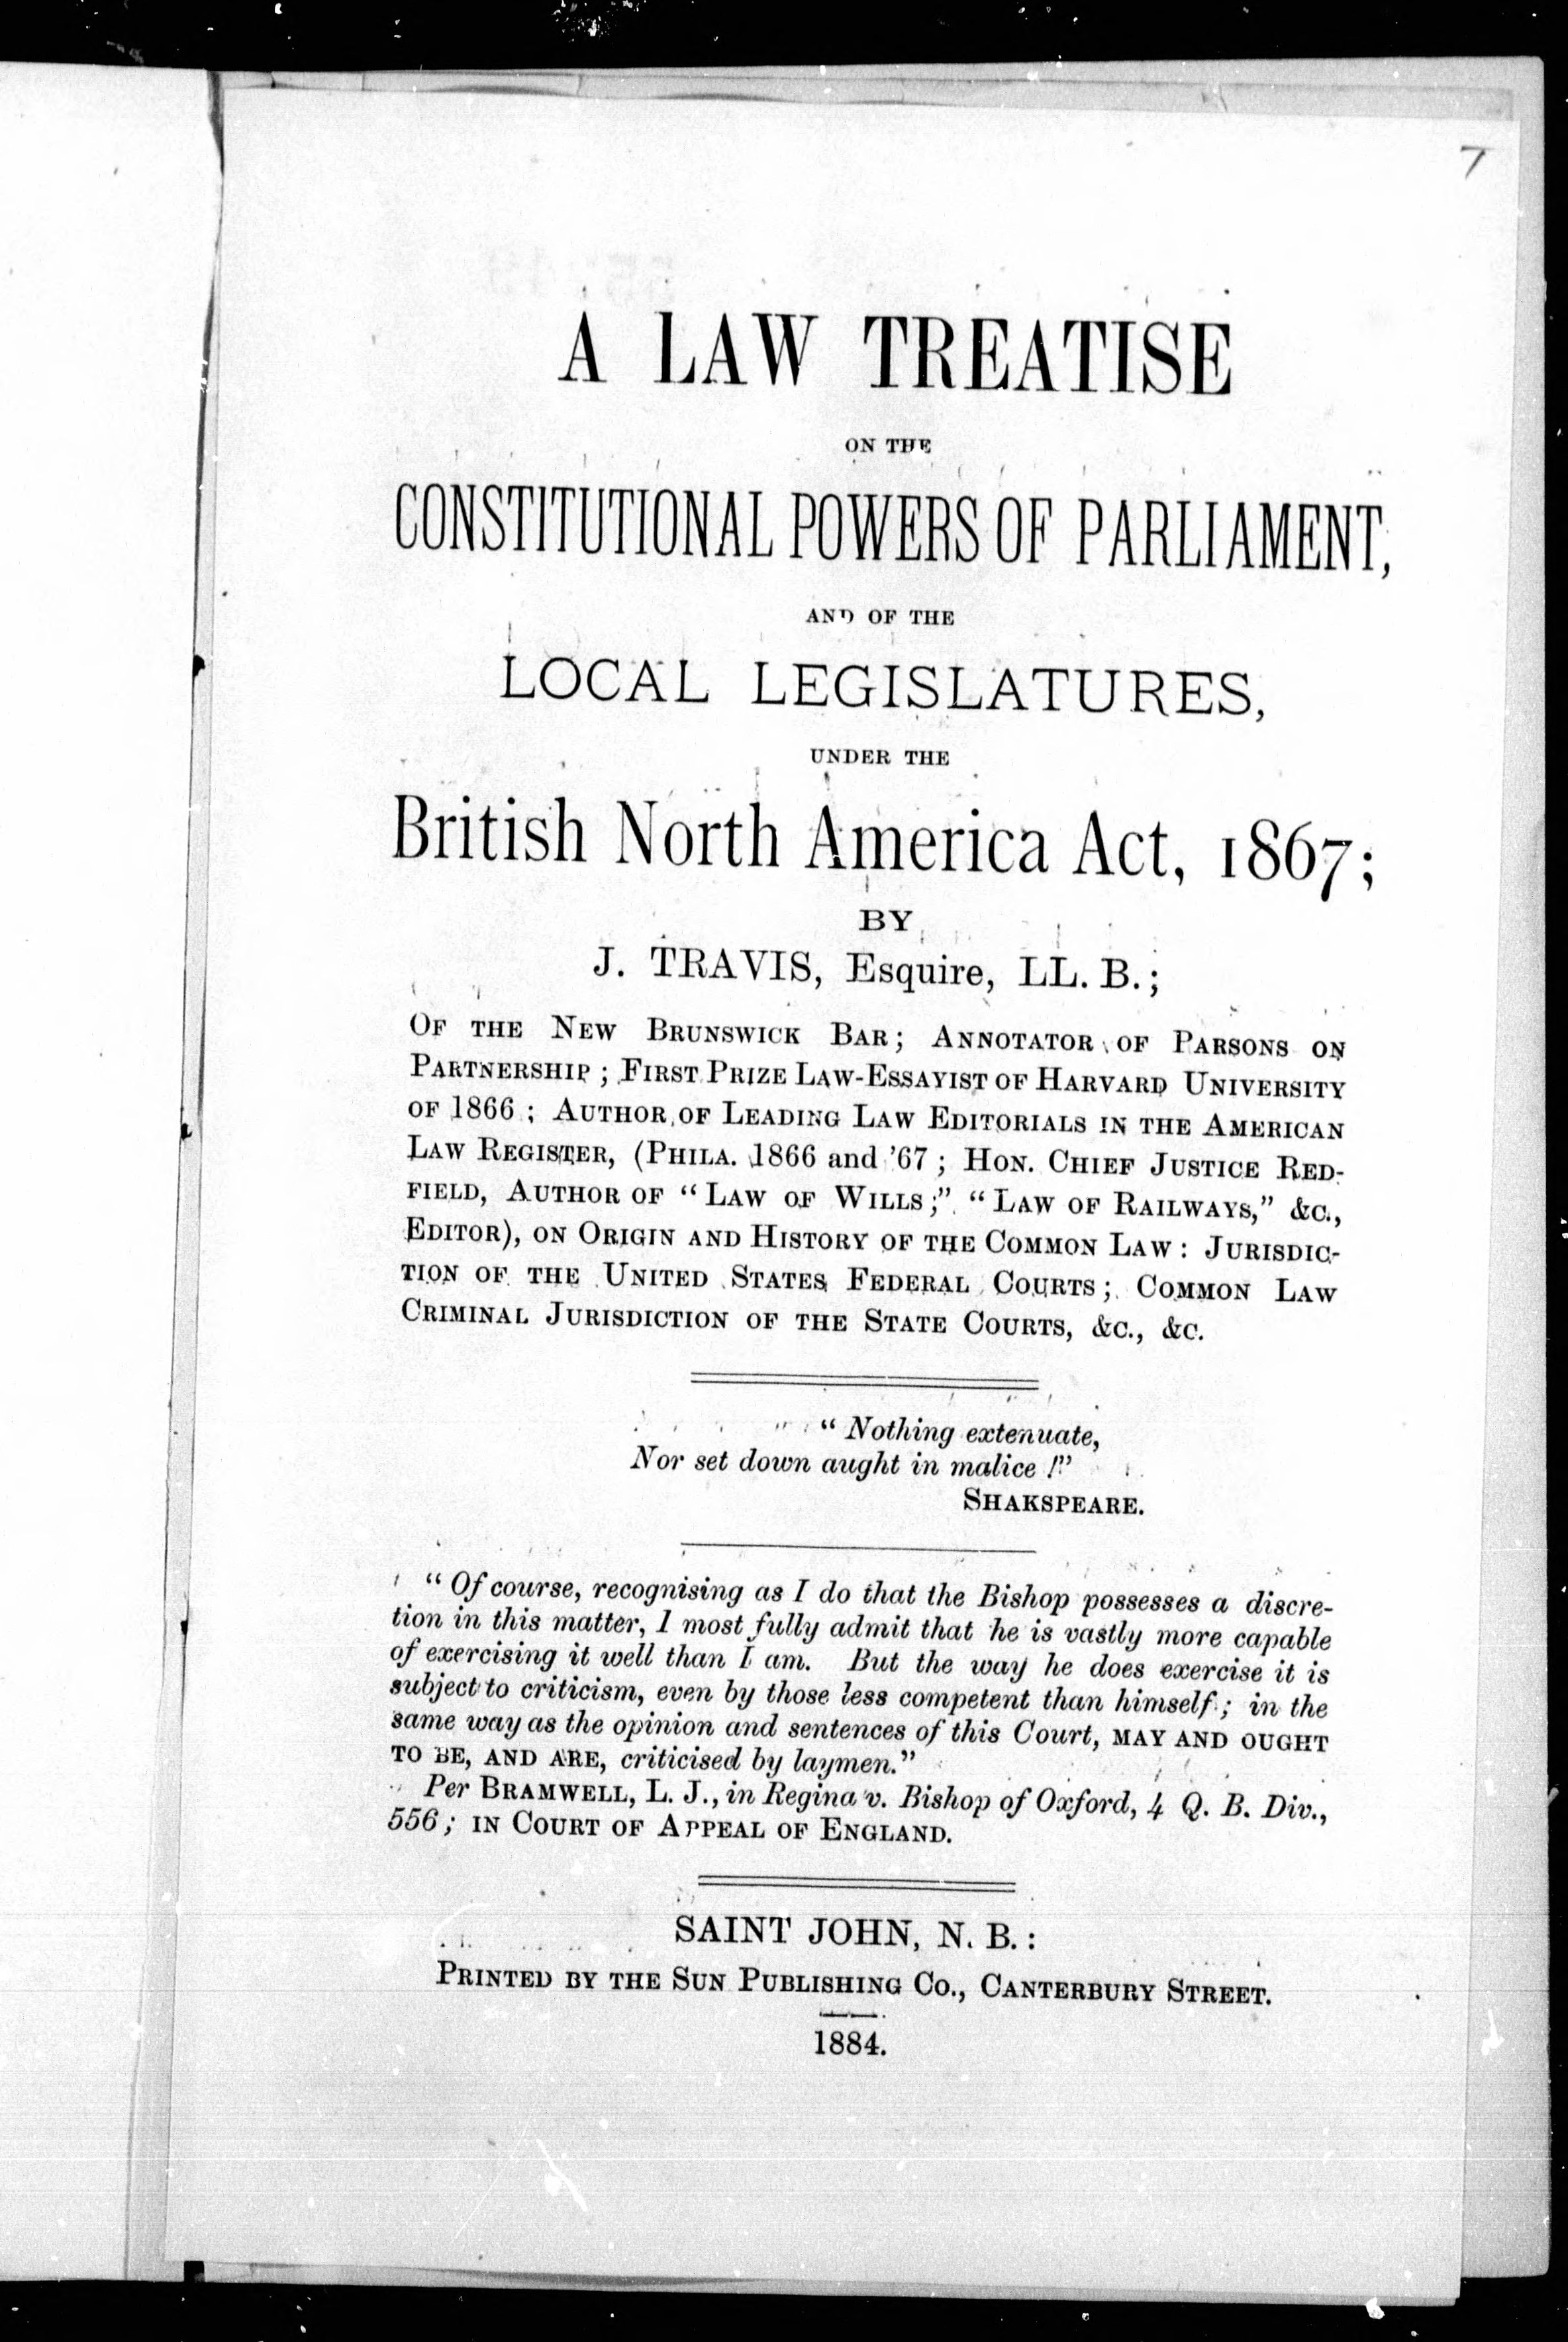 7
A LAW TREATISE
ON THE
CONSTITUTIONAL POWERS OF PARLIAMENT,
AND OF THE
LOCAL LEGISLATURES,
UNDER THE
British North America Act, 1867;
BY
J. TRAVIS, Esquire, LL. B.;
OF THE NEW BRUNSWICK BAR; ANNOTATOR OF PARSONS ON
PARTNERSHIP; FIRST PRIZE LAW-ESSAYIST OF HARVARD UNIVERSITY
OF 1866; AUTHOR OF LEADING LAW EDITORIALS IN THE AMERICAN
LAW REGISTER, (PHILA. 1866 and '67; HON. CHIEF JUSTICE RED-
FIELD, AUTHOR OF "LAW OF WILLS;" "LAW OF RAILWAYS," &C.,
EDITOR), ON ORIGIN AND HISTORY OF THE COMMON LAW: JURISDIC-
TION OF THE UNITED STATES FEDERAL COURTS; COMMON LAW
CRIMINAL JURISDICTION OF THE STATE COURTS, &C., &C.
"Nothing extenuate,
Nor set down aught in malice!"
SHAKSPEARE.
"Of course, recognising as I do that the Bishop possesses a discre-
tion in this matter, I most fully admit that he is vastly more capable
of exercising it well than I am. But the way he does exercise it is
subject to criticism, even by those less competent than himself; in the
same way as the opinion and sentences of this Court, MAY AND OUGHT
TO BE, AND ARE, criticised by laymen."
Per BRAMWELL, L. J., in Regina v. Bishop of Oxford, 4 Q. B. Div.,
556; IN COURT OF APPEAL OF ENGLAND.
SAINT JOHN, N. B.:
PRINTED BY THE SUN PUBLISHING CO., CANTERBURY STREET.
1884.